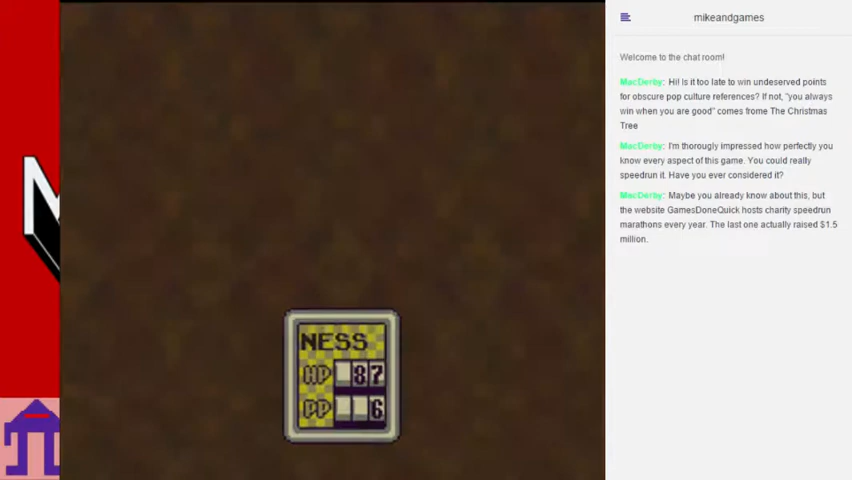 mikeandgames
Welcome to the chat room!
MacDerby: Hi! Is it too late to win undeserved points
for obscure pop culture references? If not, "you always
win when you are good" comes frome The Christmas
Tree
MacDerby: I'm thorougly impressed how perfectly you
know every aspect of this game. You could really
speedrun it. Have you ever considered it?
MacDerby: Maybe you already know about this, but
the website GamesDoneQuick hosts charity speedrun
marathons every year. The last one actually raised $1.5
million.
NESS
HP 87
PP 6